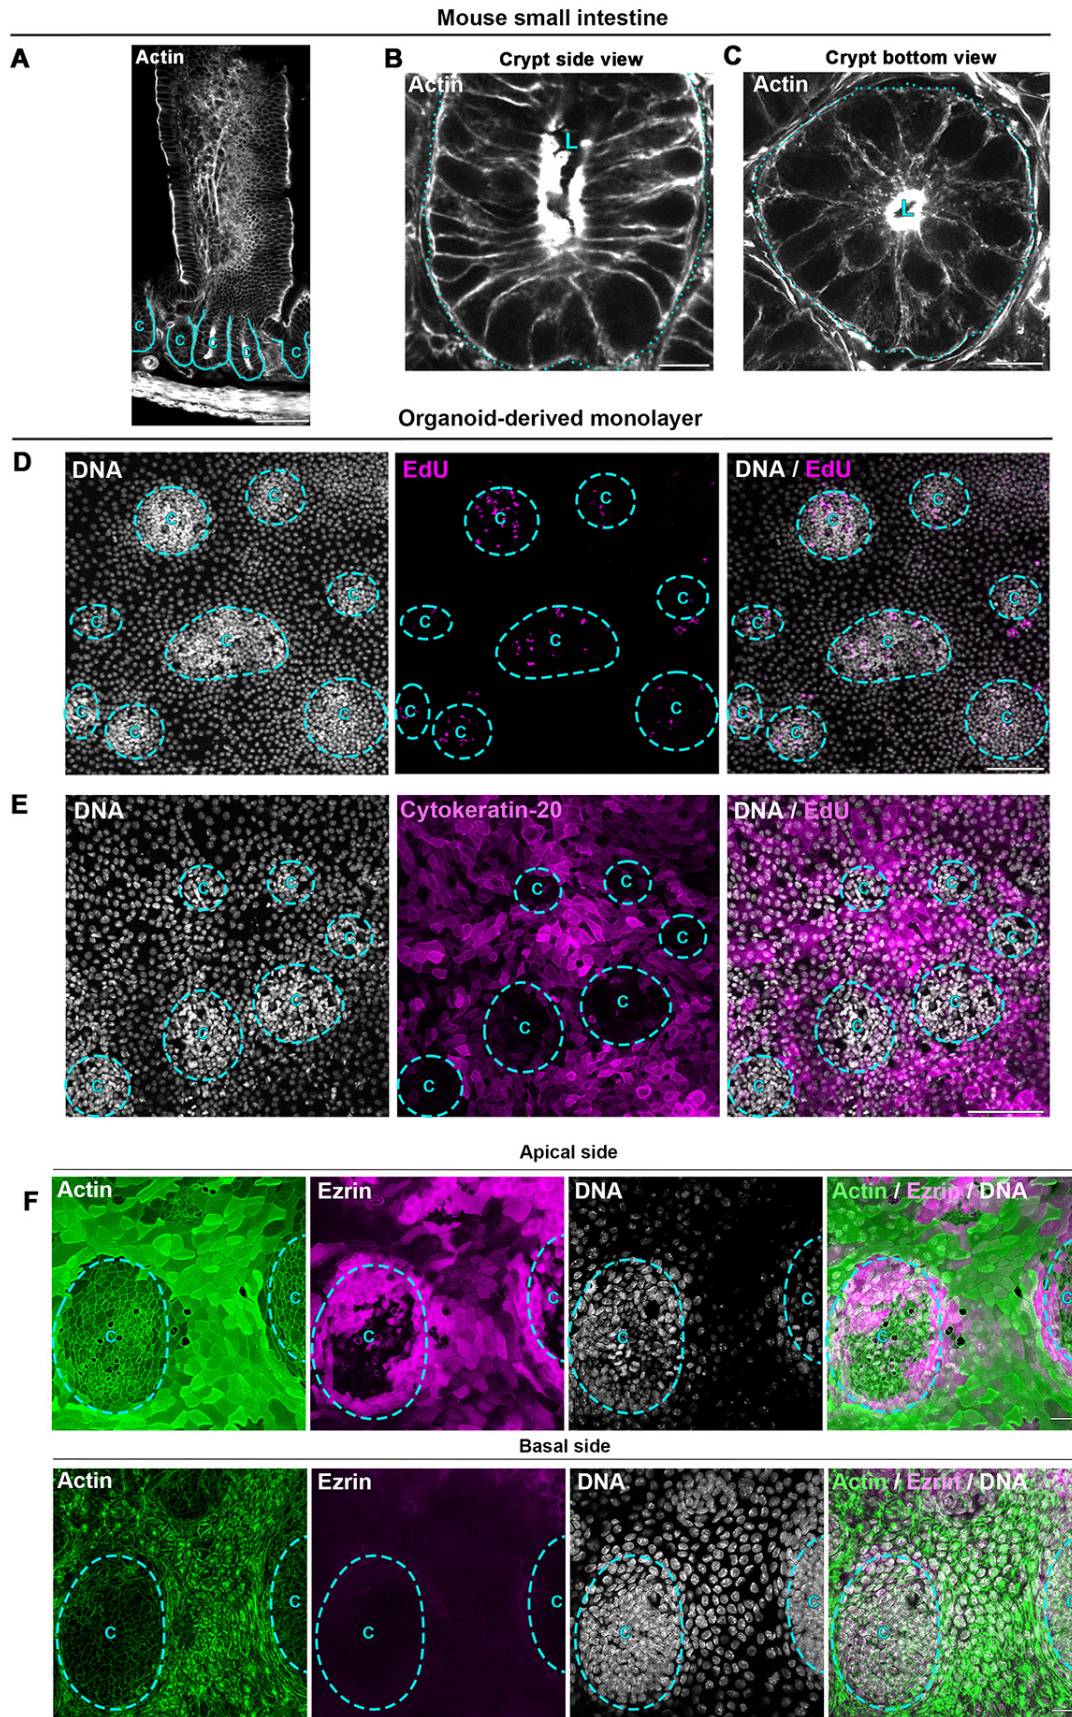 Mouse small intestine
A
Actin
C
C
C
C
C
B
Crypt side view
Actin
L
C
Crypt bottom view
Actin
L
Organoid-derived monolayer
D
DNA
C
C
C
C
C
C
C
C
EdU
C
C
C
C
C
C
C
C
DNA / EdU
C
C
C
C
C
C
C
C
E
DNA
C
C
C
C
C
C
Cytokeratin-20
C
C
C
C
C
C
DNA / EdU
C
C
C
C
C
C
Apical side
F
Actin
C
C
Ezrin
C
C
DNA
C
C
Actin / Ezrin / DNA
C
C
Basal side
Actin
C
C
Ezrin
C
C
DNA
C
C
Actin / Ezrin / DNA
C
C